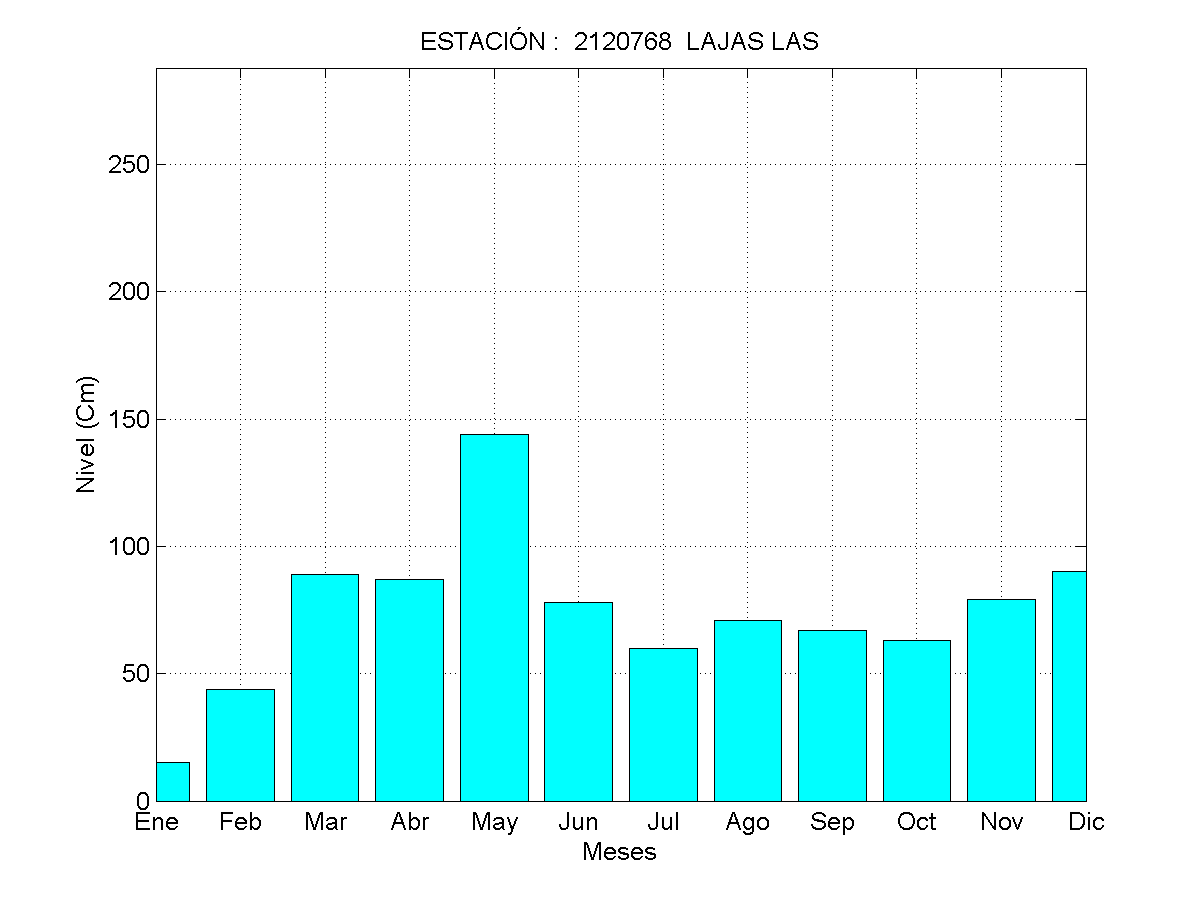 ESTACIÓN :  2120768  LAJAS LAS
Nivel (Cm)
250
200
150
100
50
0
Ene Feb Mar Abr May Jun Jul Ago Sep Oct Nov Dic
Meses